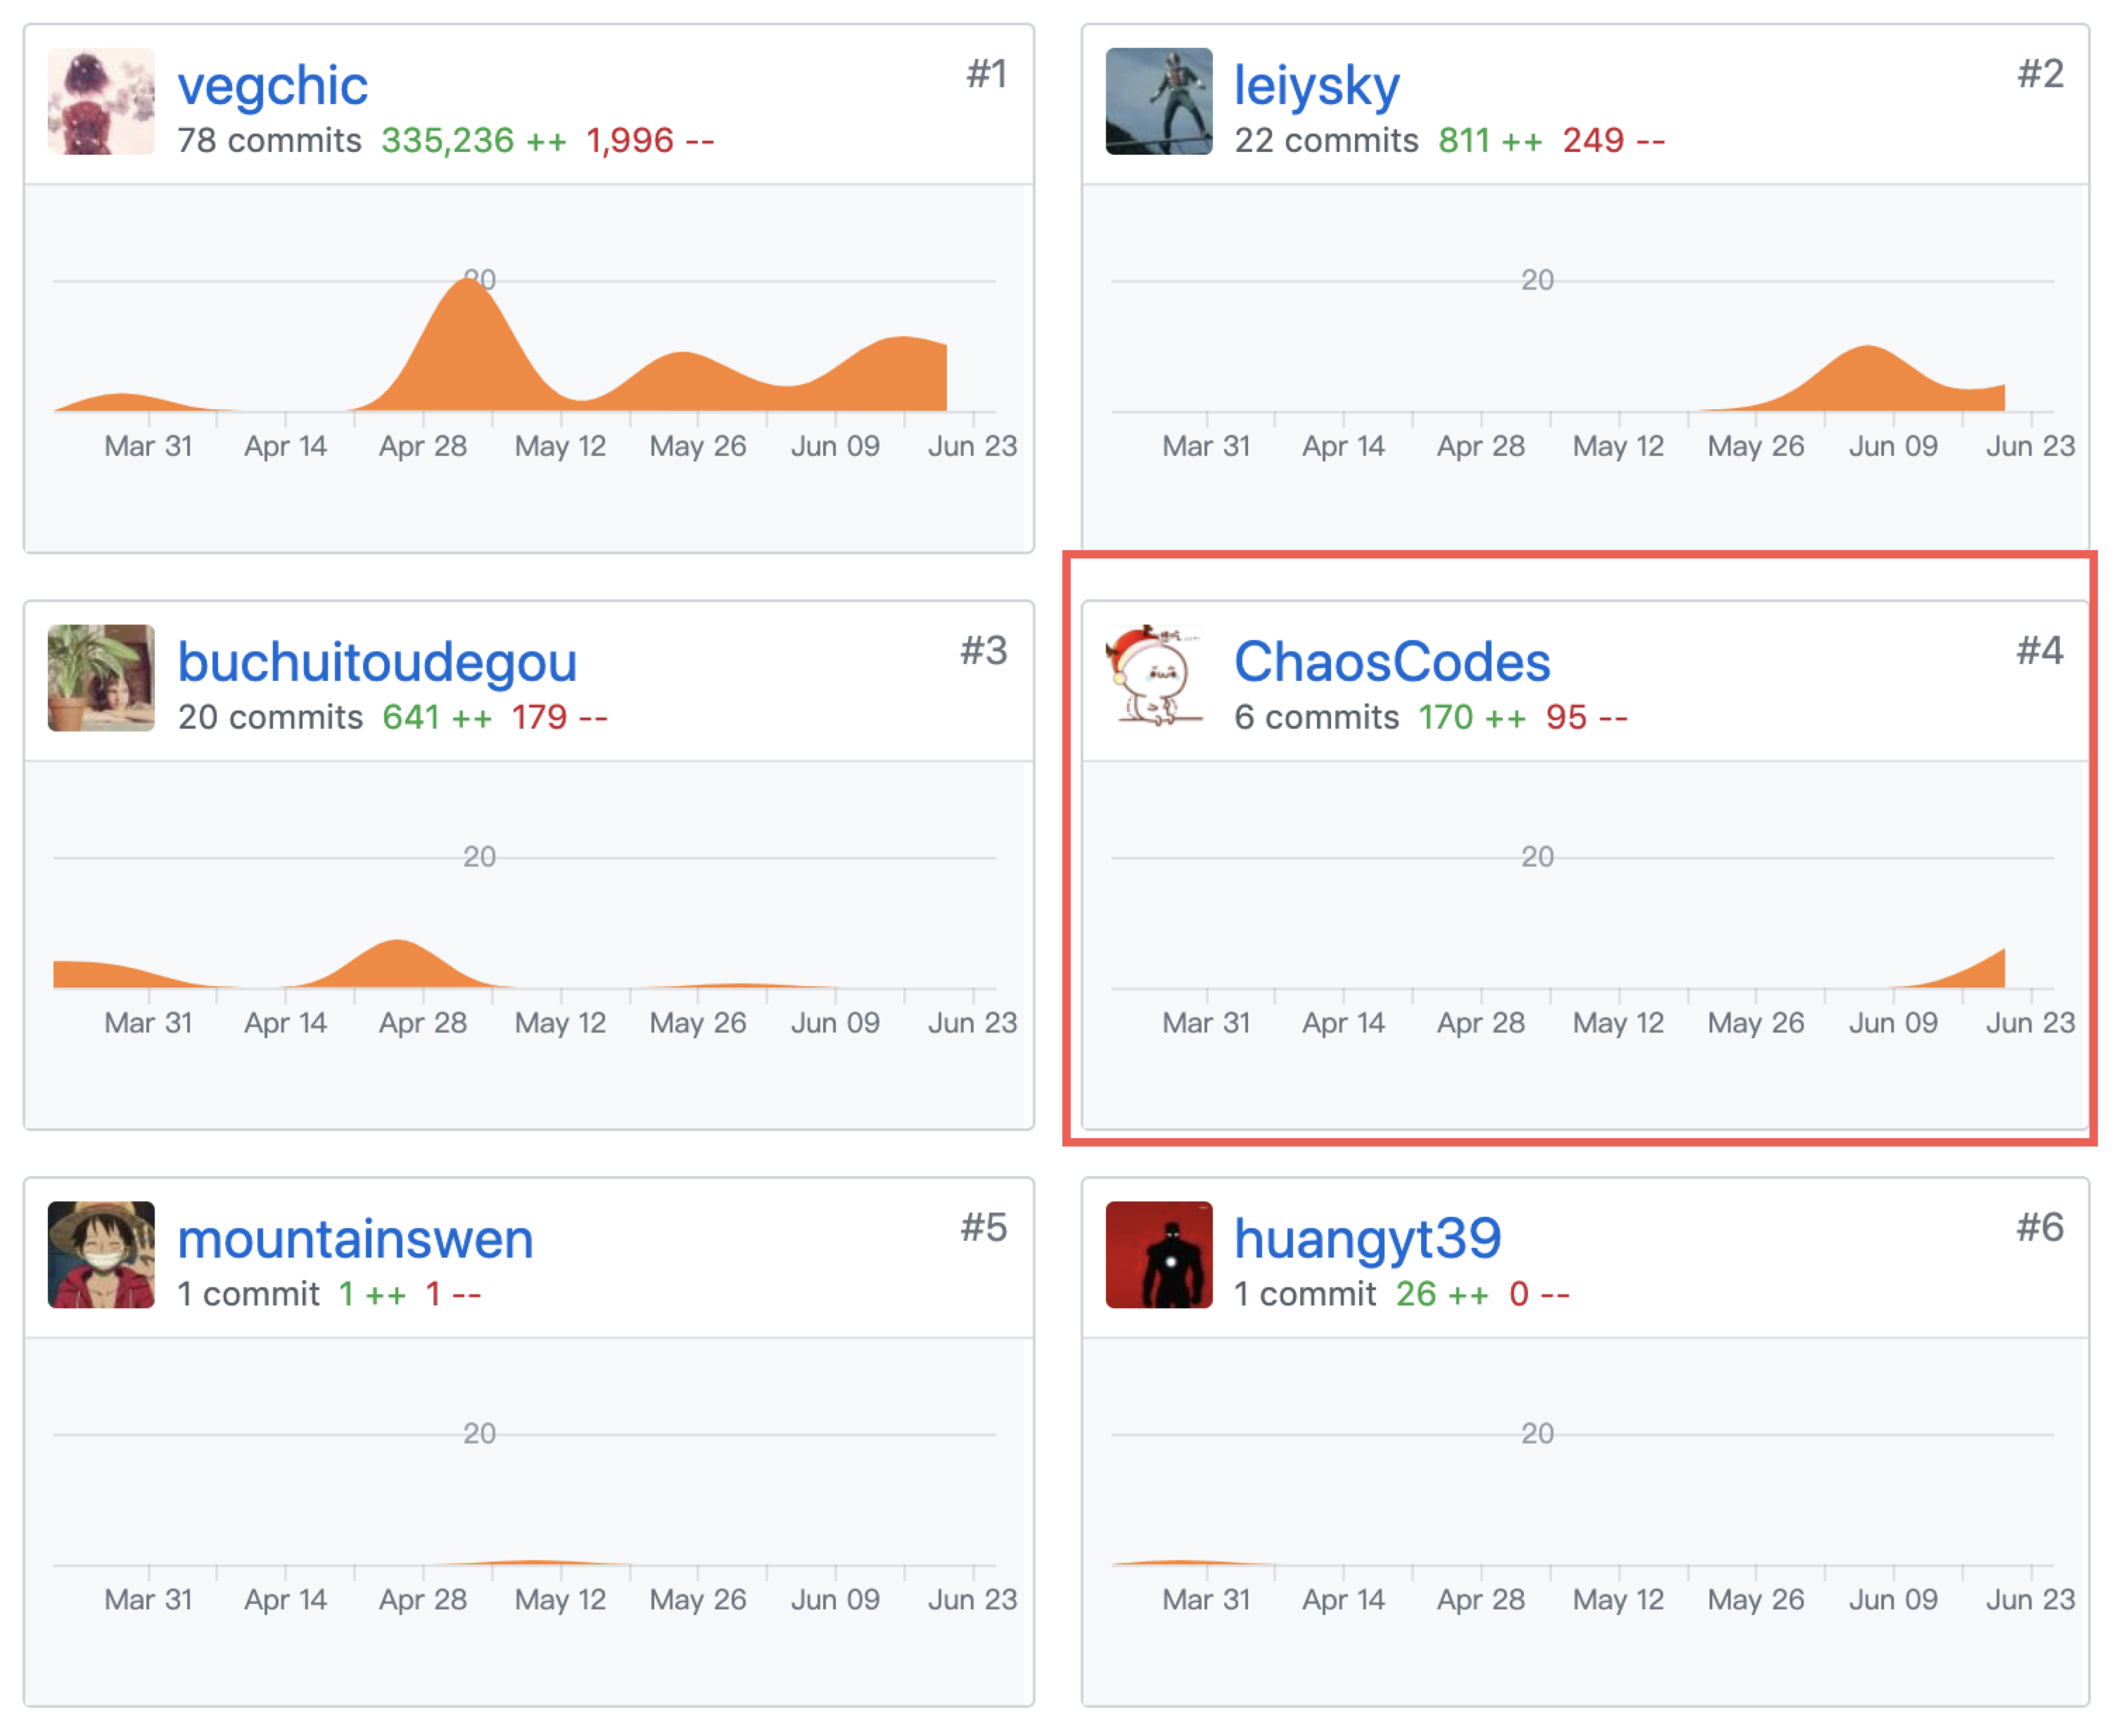 vegchic
#1
78 commits 335,236 ++ 1,996 --
20
Mar 31 Apr 14 Apr 28 May 12 May 26 Jun 09 Jun 23
leiysky
#2
22 commits 811 ++ 249 --
20
Mar 31 Apr 14 Apr 28 May 12 May 26 Jun 09 Jun 23
buchuitoudegou
#3
20 commits 641 ++ 179 --
20
Mar 31 Apr 14 Apr 28 May 12 May 26 Jun 09 Jun 23
ChaosCodes
#4
6 commits 170 ++ 95 --
20
Mar 31 Apr 14 Apr 28 May 12 May 26 Jun 09 Jun 23
mountainswen
#5
1 commit 1 ++ 1 --
20
Mar 31 Apr 14 Apr 28 May 12 May 26 Jun 09 Jun 23
huangyt39
#6
1 commit 26 ++ 0 --
20
Mar 31 Apr 14 Apr 28 May 12 May 26 Jun 09 Jun 23